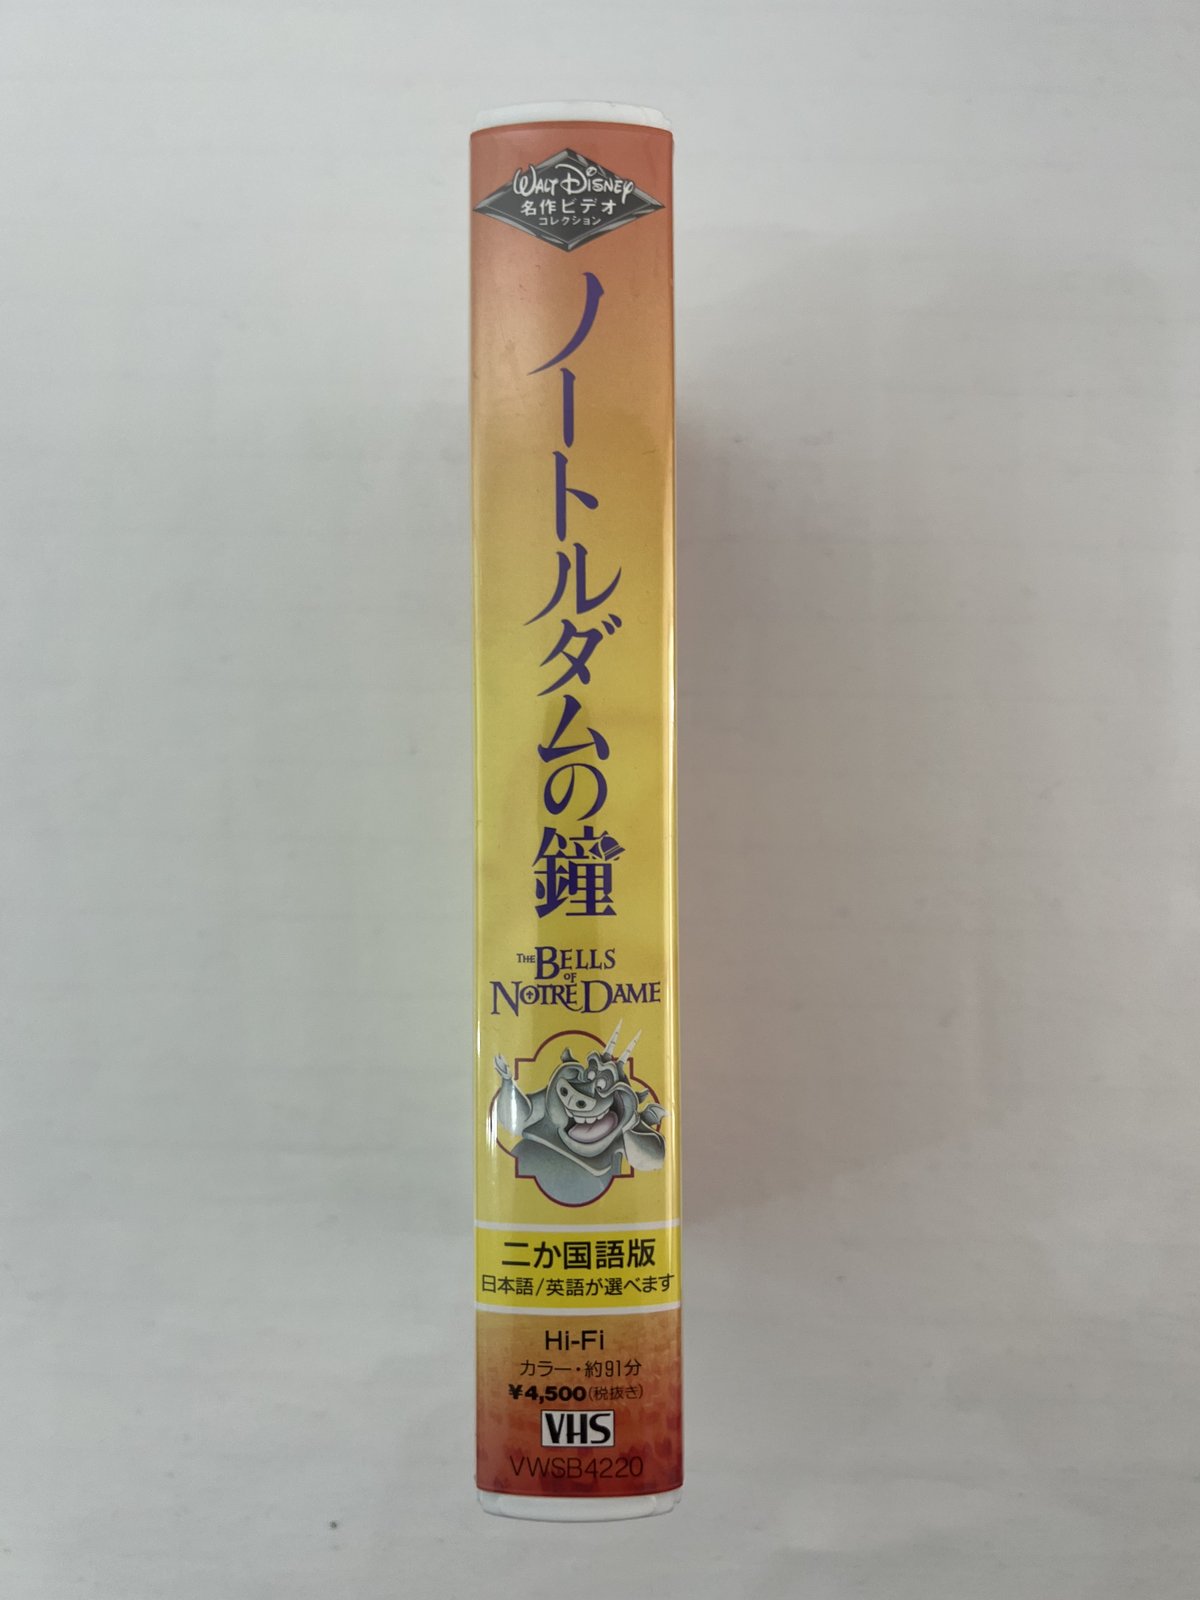 WALT DISNEY
名作ビデオ
コレクション
ノートルダムの鐘
THE BELLS
OF
NOTRE DAME
二か国語版
日本語/英語が選べます
Hi-Fi
カラー・約91分
¥4,500(税抜き)
VHS
VWSB4220